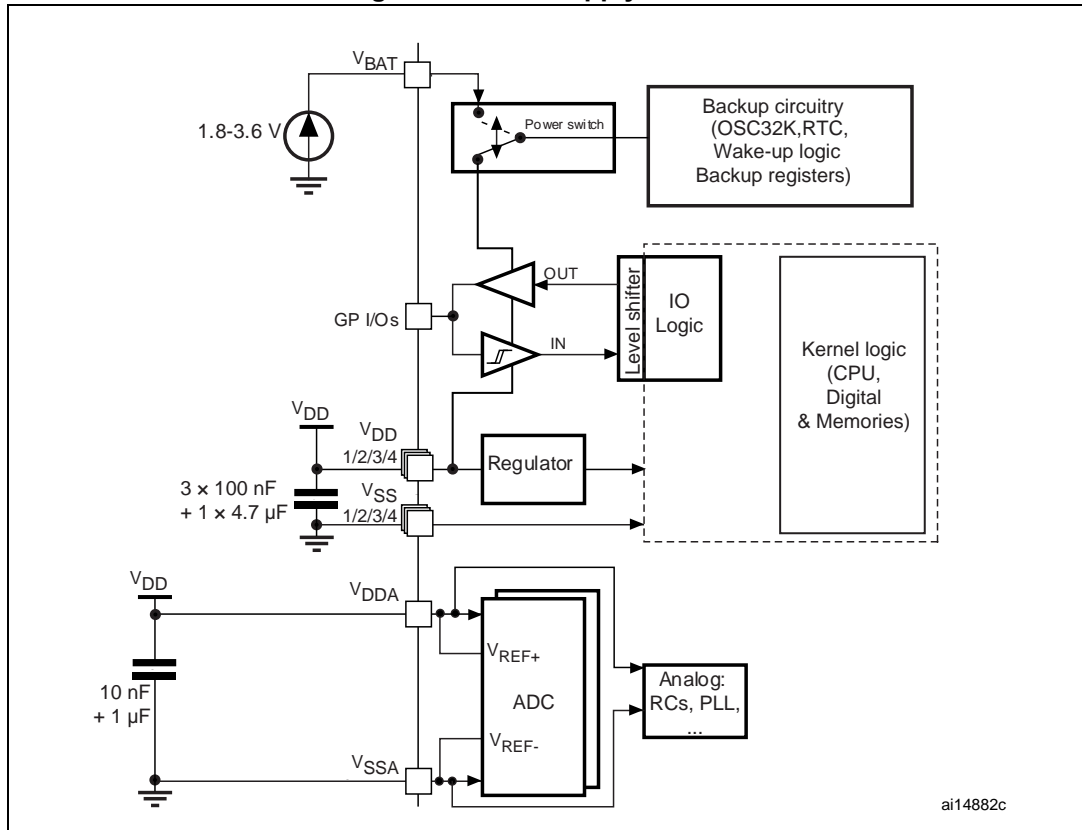 VBAT
1.8-3.6 V
Power switch
Backup circuitry
(OSC32K,RTC,
Wake-up logic
Backup registers)
GP I/Os
OUT
IN
Level shifter
IO
Logic
Kernel logic
(CPU,
Digital
& Memories)
VDD
VDD
1/2/3/4
Regulator
3 × 100 nF
+ 1 × 4.7 µF
VSS
1/2/3/4
VDD
VDDA
VREF+
ADC
VREF-
10 nF
+ 1 µF
Analog:
RCs, PLL,
...
VSSA
ai14882c